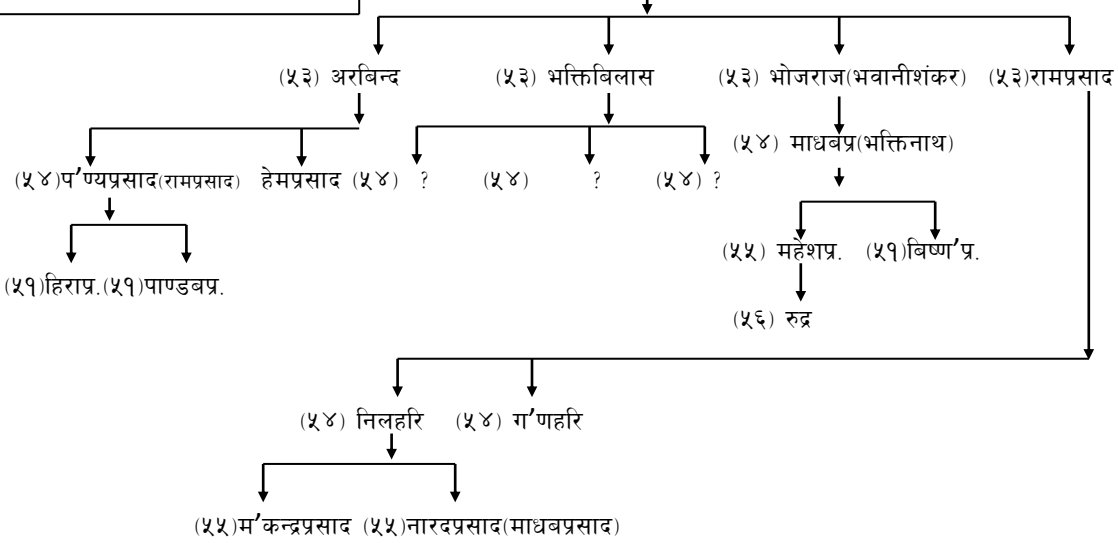 (५३) अरबिन्द (५३) भक्तिबिलास (५३) भोजराज(भवानीशंकर) (५३)रामप्रसाद
(५४) माधबप्र(भक्तिनाथ)
(५४)प'ण्यप्रसाद(रामप्रसाद) हेमप्रसाद (५४) ? (५४) ? (५४) ?
(५५) महेशप्र. (५१)बिष्ण'प्र.
(५१)हिराप्र.(५१)पाण्डबप्र.
(५६) रुद्र
(५४) निलहरि (५४) ग'णहरि
(५५)म'कन्द्रप्रसाद (५५)नारदप्रसाद(माधबप्रसाद)